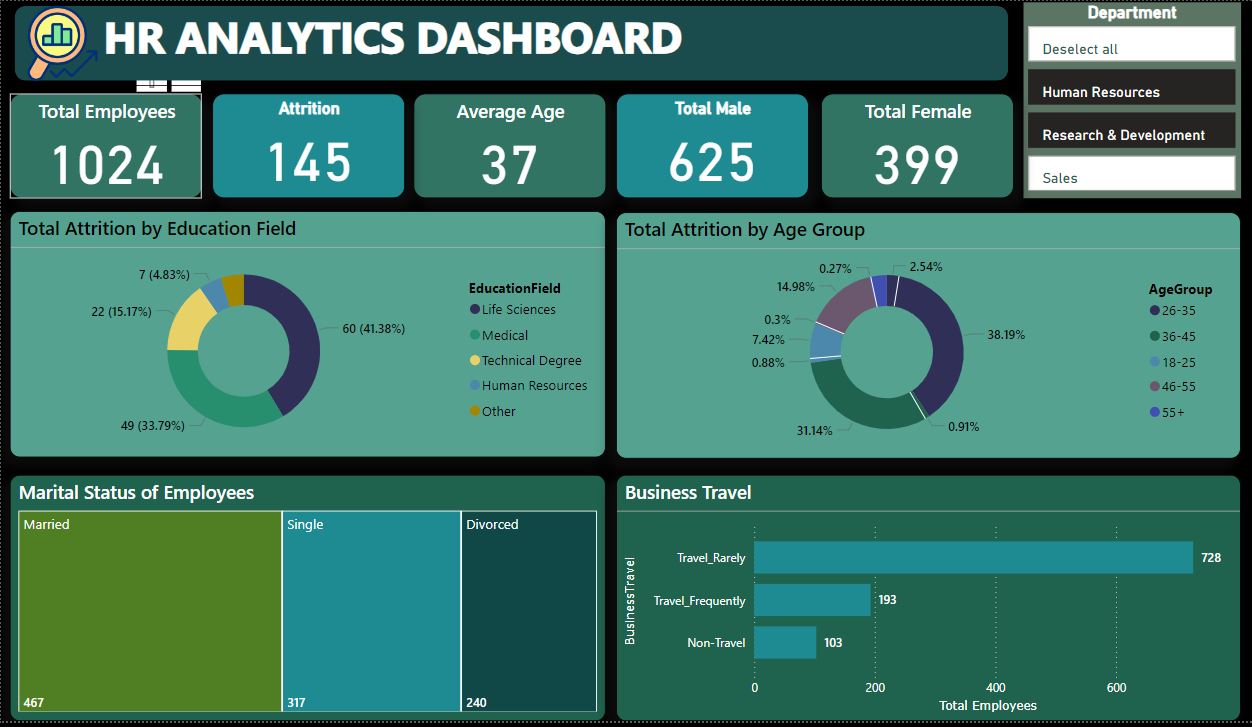 HR ANALYTICS DASHBOARD
Department
Deselect all
Human Resources
Research & Development
Sales
Total Employees
1024
Attrition
145
Average Age
37
Total Male
625
Total Female
399
Total Attrition by Education Field
7 (4.83%)
22 (15.17%)
49 (33.79%)
60 (41.38%)
EducationField
Life Sciences
Medical
Technical Degree
Human Resources
Other
Total Attrition by Age Group
0.27%
2.54%
14.98%
0.3%
7.42%
0.88%
38.19%
31.14%
0.91%
AgeGroup
26-35
36-45
18-25
46-55
55+
Marital Status of Employees
Married
467
Single
317
Divorced
240
Business Travel
BusinessTravel
Travel_Rarely
728
Travel_Frequently
193
Non-Travel
103
0
200
400
600
Total Employees